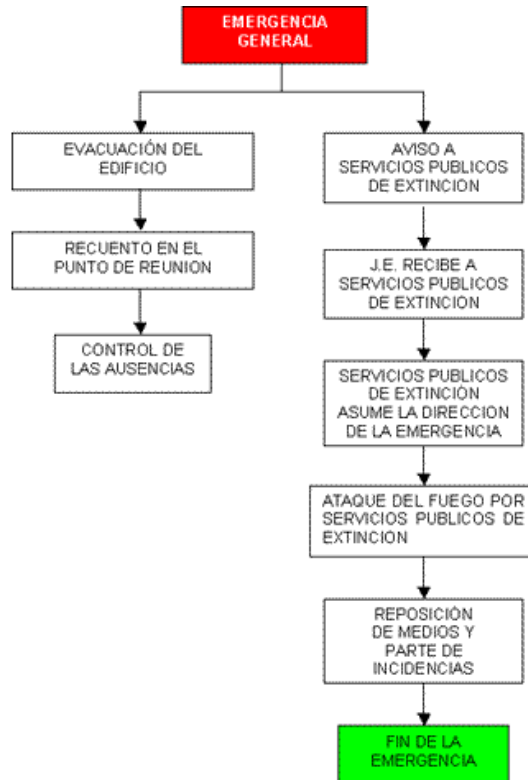 EMERGENCIA
GENERAL
EVACUACIÓN DEL
EDIFICIO
RECUENTO EN EL
PUNTO DE REUNION
CONTROL DE
LAS AUSENCIAS
AVISO A
SERVICIOS PUBLICOS
DE EXTINCION
J.E. RECIBE A
SERVICIOS PUBLICOS
DE EXTINCION
SERVICIOS PUBLICOS
DE EXTINCIÓN
ASUME LA DIRECCION
DE LA EMERGENCIA
ATAQUE DEL FUEGO POR
SERVICIOS PUBLICOS DE
EXTINCION
REPOSICIÓN
DE MEDIOS Y
PARTE DE
INCIDENCIAS
FIN DE LA
EMERGENCIA